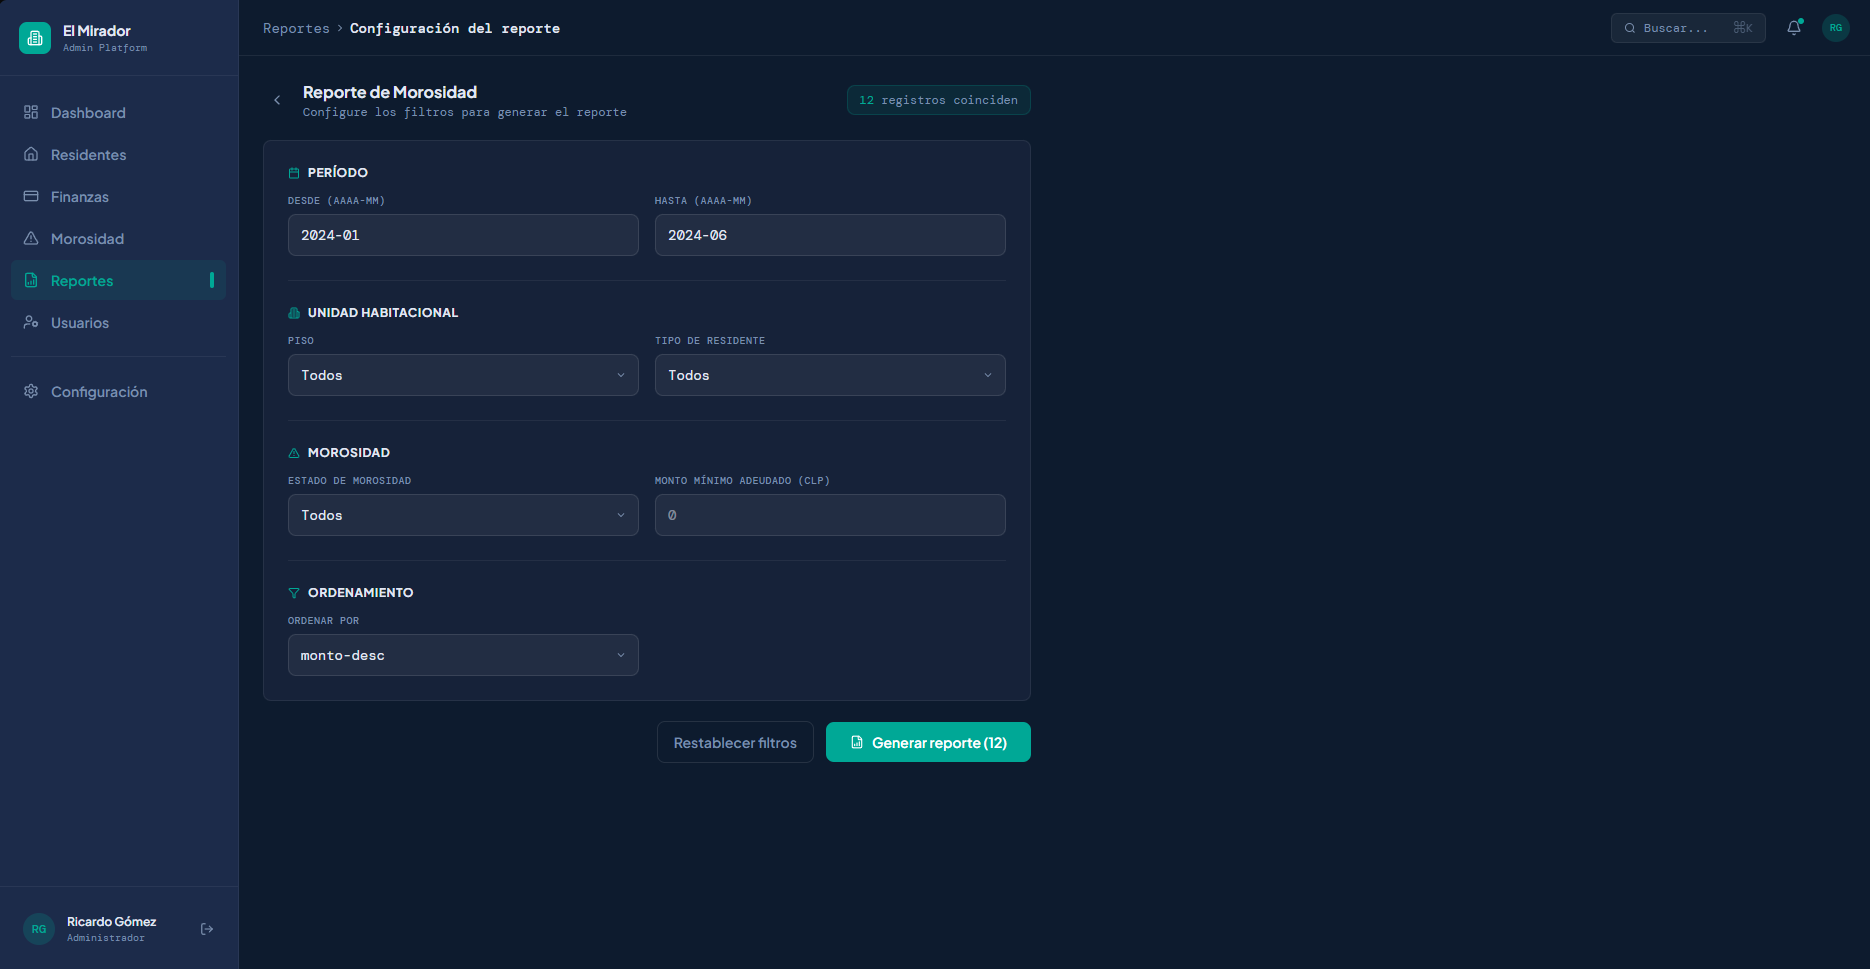 El Mirador
Admin Platform
Dashboard
Residentes
Finanzas
Morosidad
Reportes
Usuarios
Configuración
RG
Ricardo Gómez
Administrador
Reportes › Configuración del reporte
Buscar... ⌘K
RG
Reporte de Morosidad
Configure los filtros para generar el reporte
12 registros coinciden
PERÍODO
DESDE (AAAA-MM)
HASTA (AAAA-MM)
2024-01
2024-06
UNIDAD HABITACIONAL
PISO
TIPO DE RESIDENTE
Todos
Todos
MOROSIDAD
ESTADO DE MOROSIDAD
MONTO MÍNIMO ADEUDADO (CLP)
Todos
0
ORDENAMIENTO
ORDENAR POR
monto-desc
Restablecer filtros
Generar reporte (12)